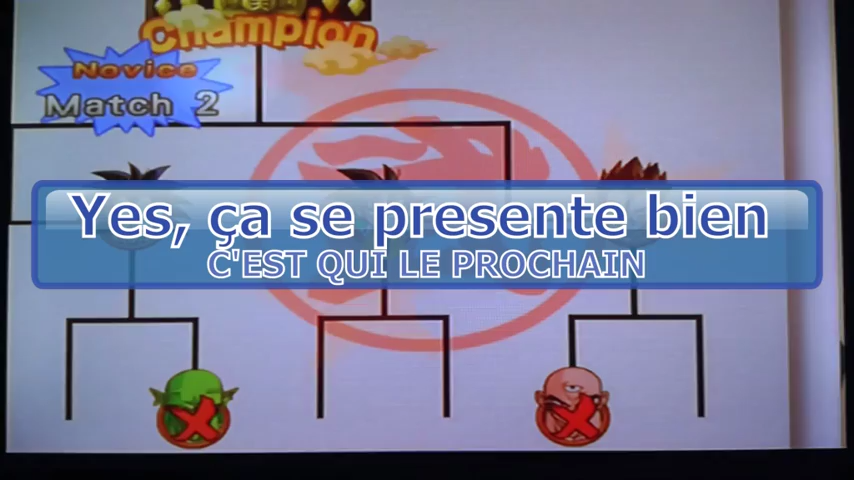 Champion
Novice
Match 2
Yes, ça se presente bien
C'EST QUI LE PROCHAIN